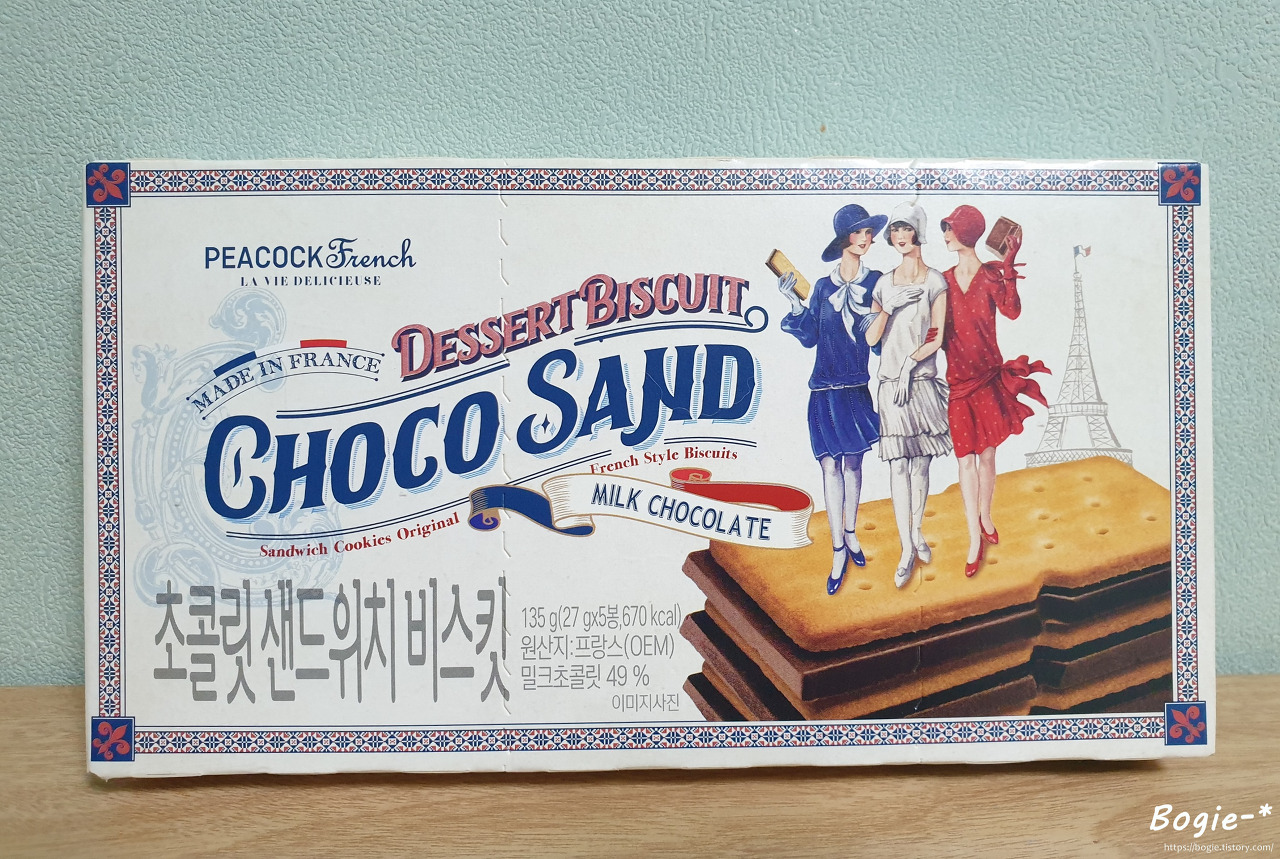 PEACOCK French
LA VIE DELICIEUSE
MADE IN FRANCE
DESSERT BISCUIT
CHOCO SAND
French Style Biscuits
MILK CHOCOLATE
Sandwich Cookies Original
초콜릿 샌드위치 비스킷
135 g(27 gx5봉,670 kcal)
원산지:프랑스(OEM)
밀크초콜릿 49 %
이미지사진
Bogie-*
https://bogie.tistory.com/